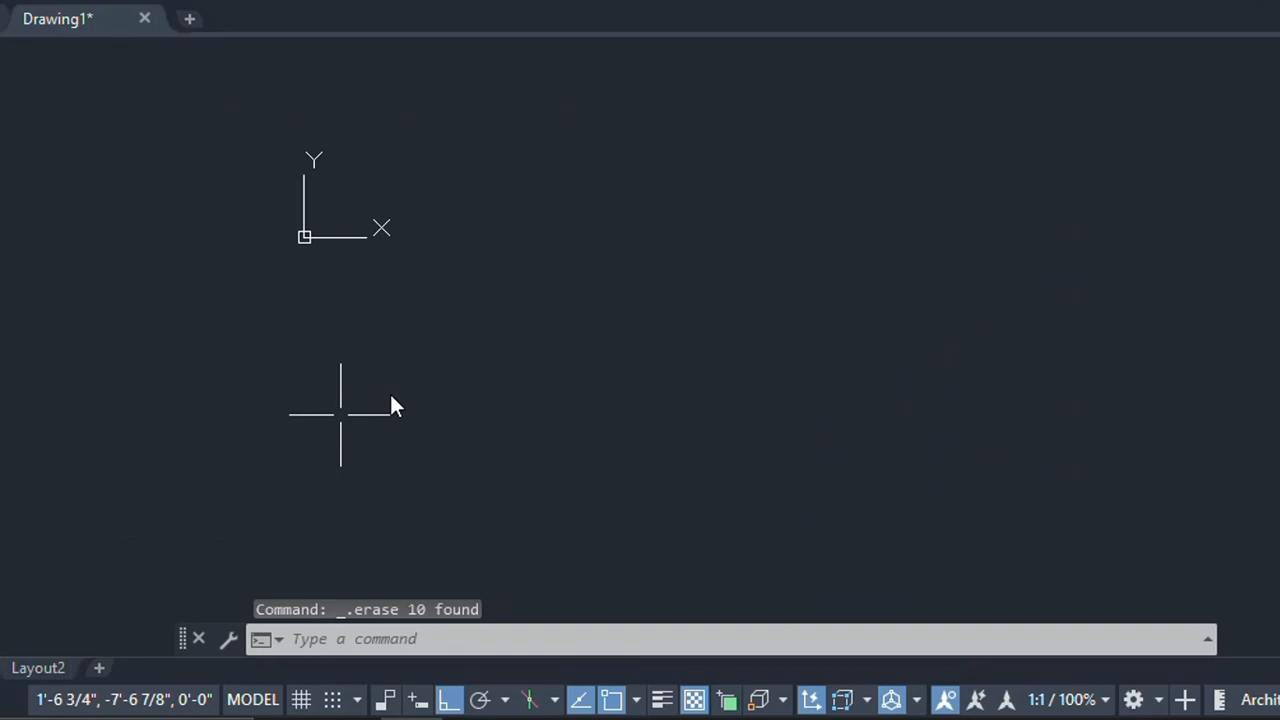 Drawing1*
Y
X
Command: _.erase 10 found
Type a command
Layout2
1'-6 3/4", -7'-6 7/8", 0'-0" MODEL 1:1 / 100%